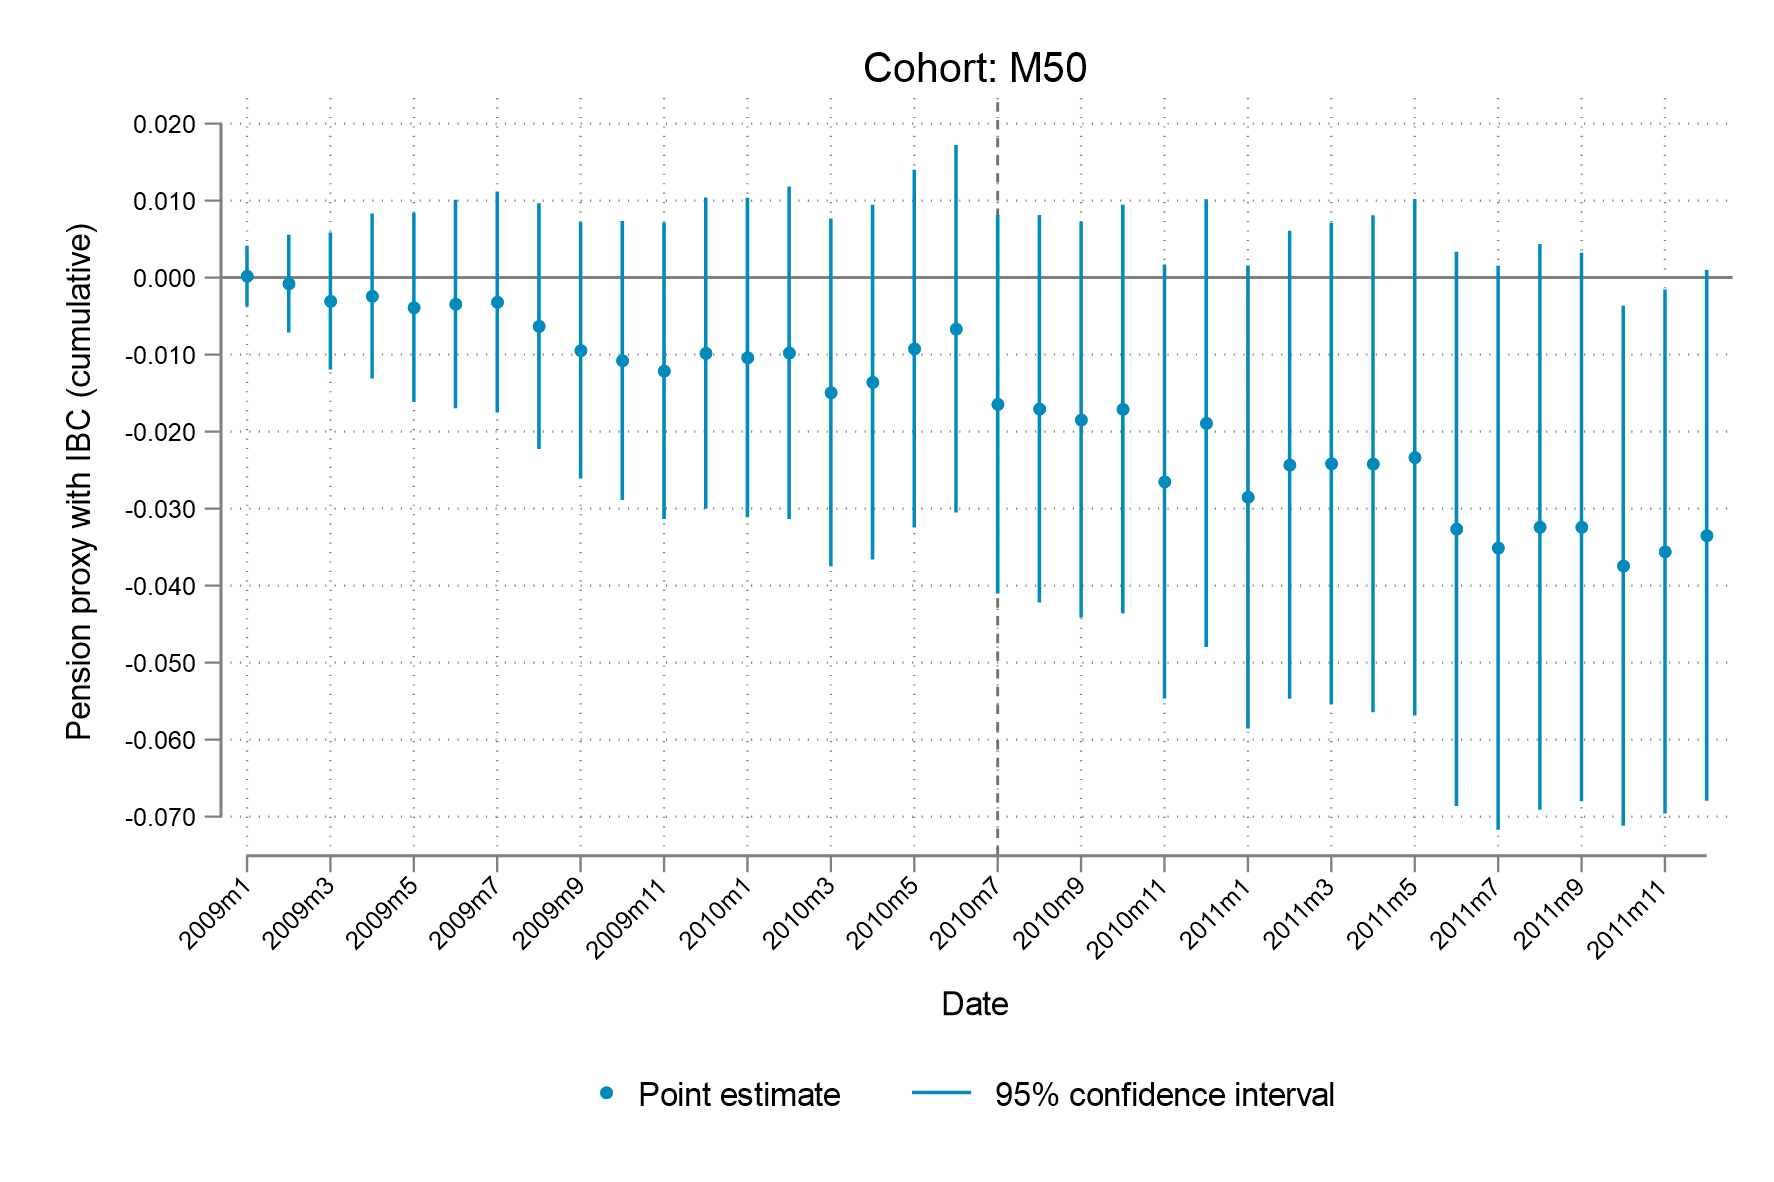 Cohort: M50
Pension proxy with IBC (cumulative)
0.020
0.010
0.000
-0.010
-0.020
-0.030
-0.040
-0.050
-0.060
-0.070
2009m1
2009m3
2009m5
2009m7
2009m9
2009m11
2010m1
2010m3
2010m5
2010m7
2010m9
2010m11
2011m1
2011m3
2011m5
2011m7
2011m9
2011m11
Date
Point estimate
95% confidence interval